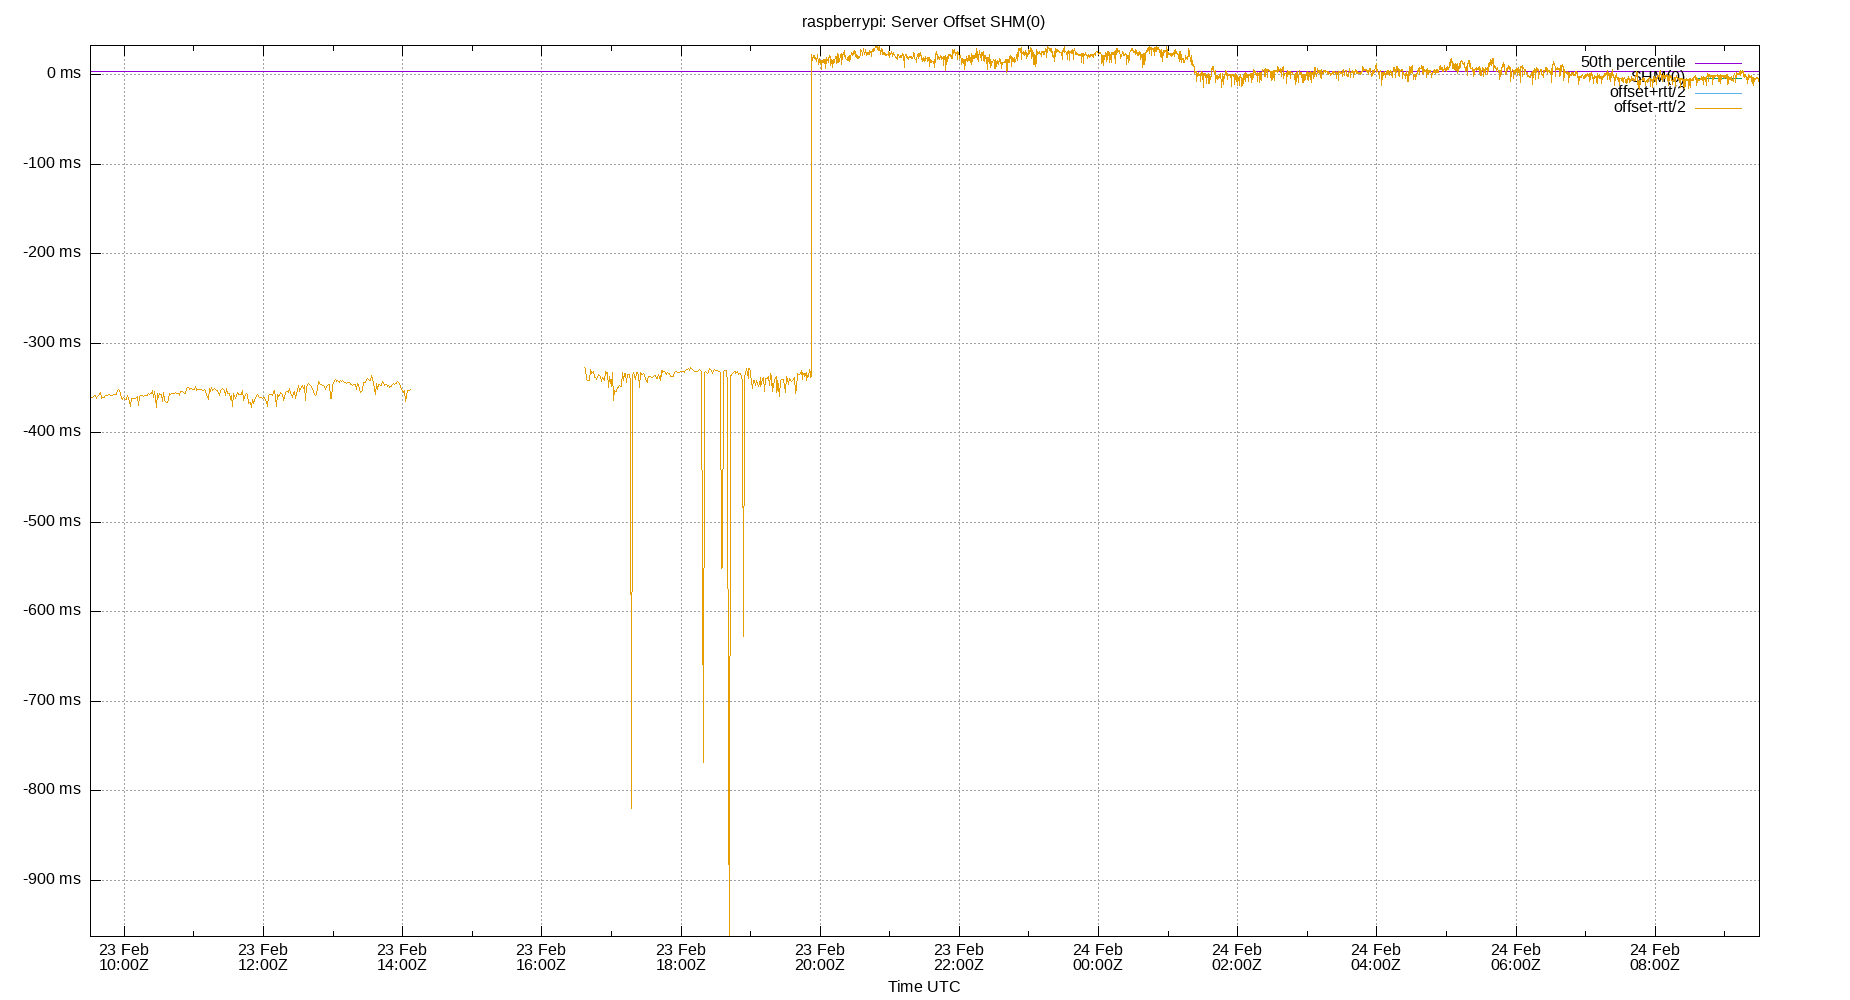 raspberrypi: Server Offset SHM(0)
0 ms
-100 ms
-200 ms
-300 ms
-400 ms
-500 ms
-600 ms
-700 ms
-800 ms
-900 ms
50th percentile
SHM(0)
offset+rtt/2
offset-rtt/2
23 Feb
10:00Z
23 Feb
12:00Z
23 Feb
14:00Z
23 Feb
16:00Z
23 Feb
18:00Z
23 Feb
20:00Z
23 Feb
22:00Z
24 Feb
00:00Z
24 Feb
02:00Z
24 Feb
04:00Z
24 Feb
06:00Z
24 Feb
08:00Z
Time UTC